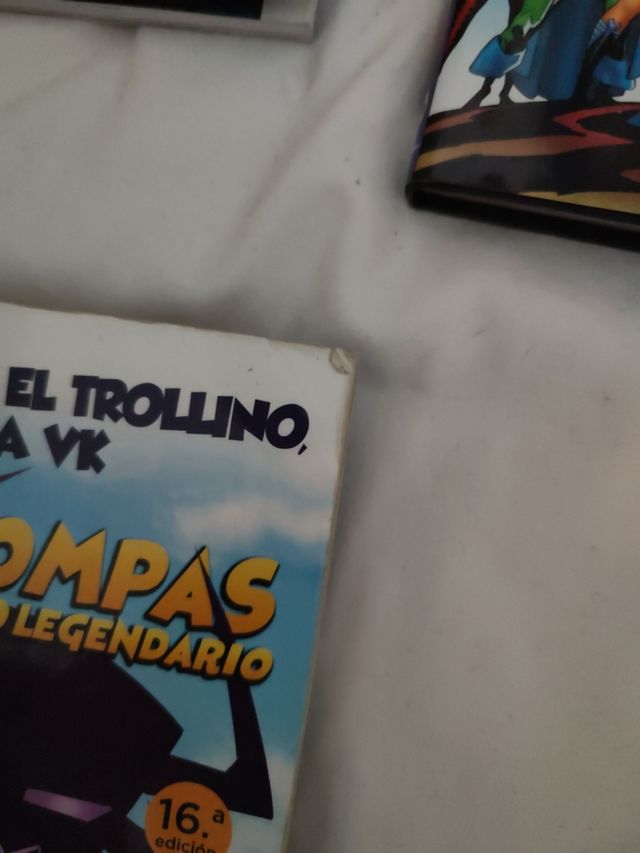 EL TROLLINO,
A VK
OMPAS
O LEGENDARIO
16.ª
edición